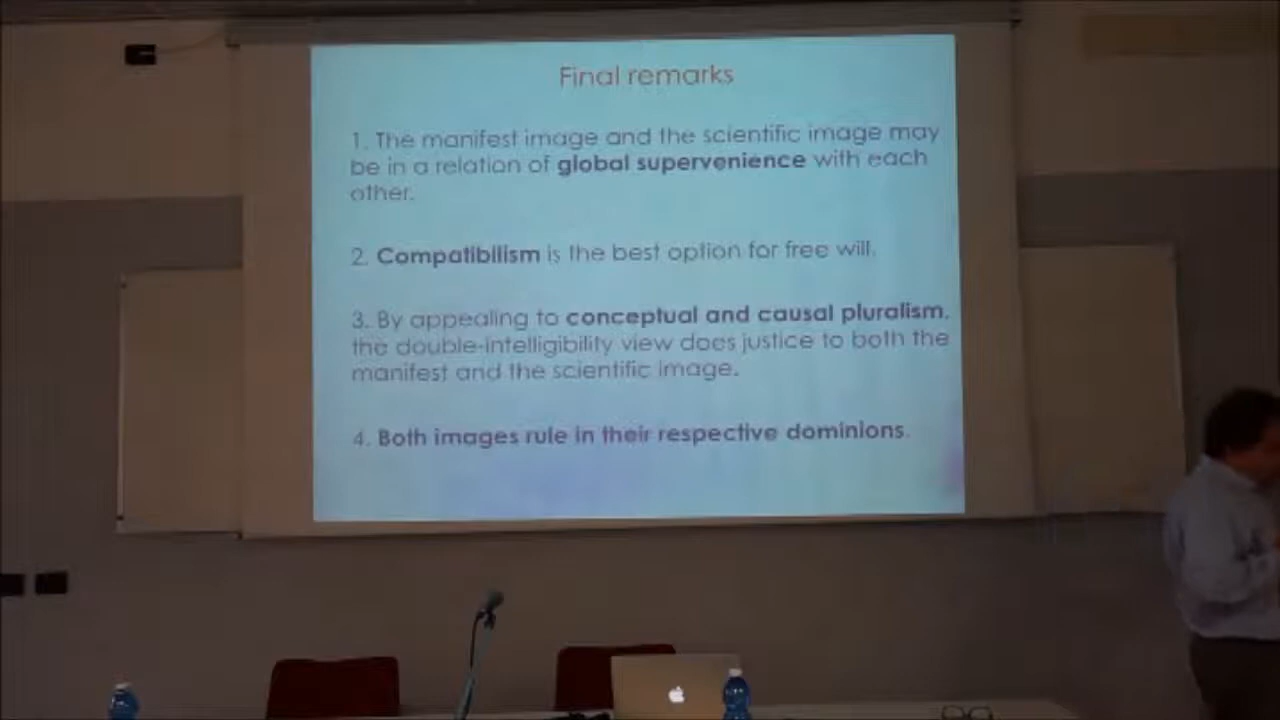 Final remarks
1. The manifest image and the scientific image may
be in a relation of global supervenience with each
other.
2. Compatibilism is the best option for free will.
3. By appealing to conceptual and causal pluralism,
the double-intelligibility view does justice to both the
manifest and the scientific image.
4. Both images rule in their respective dominions.